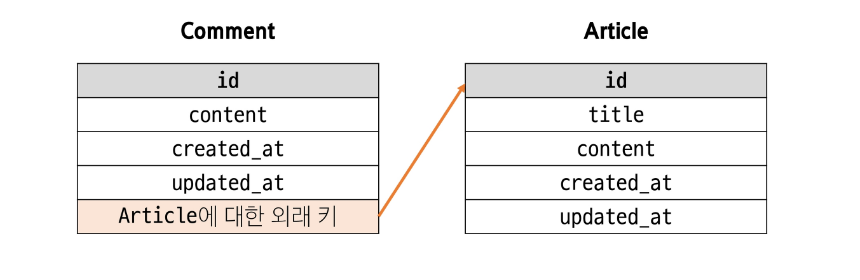 Comment
id
content
created_at
updated_at
Article에 대한 외래 키
Article
id
title
content
created_at
updated_at